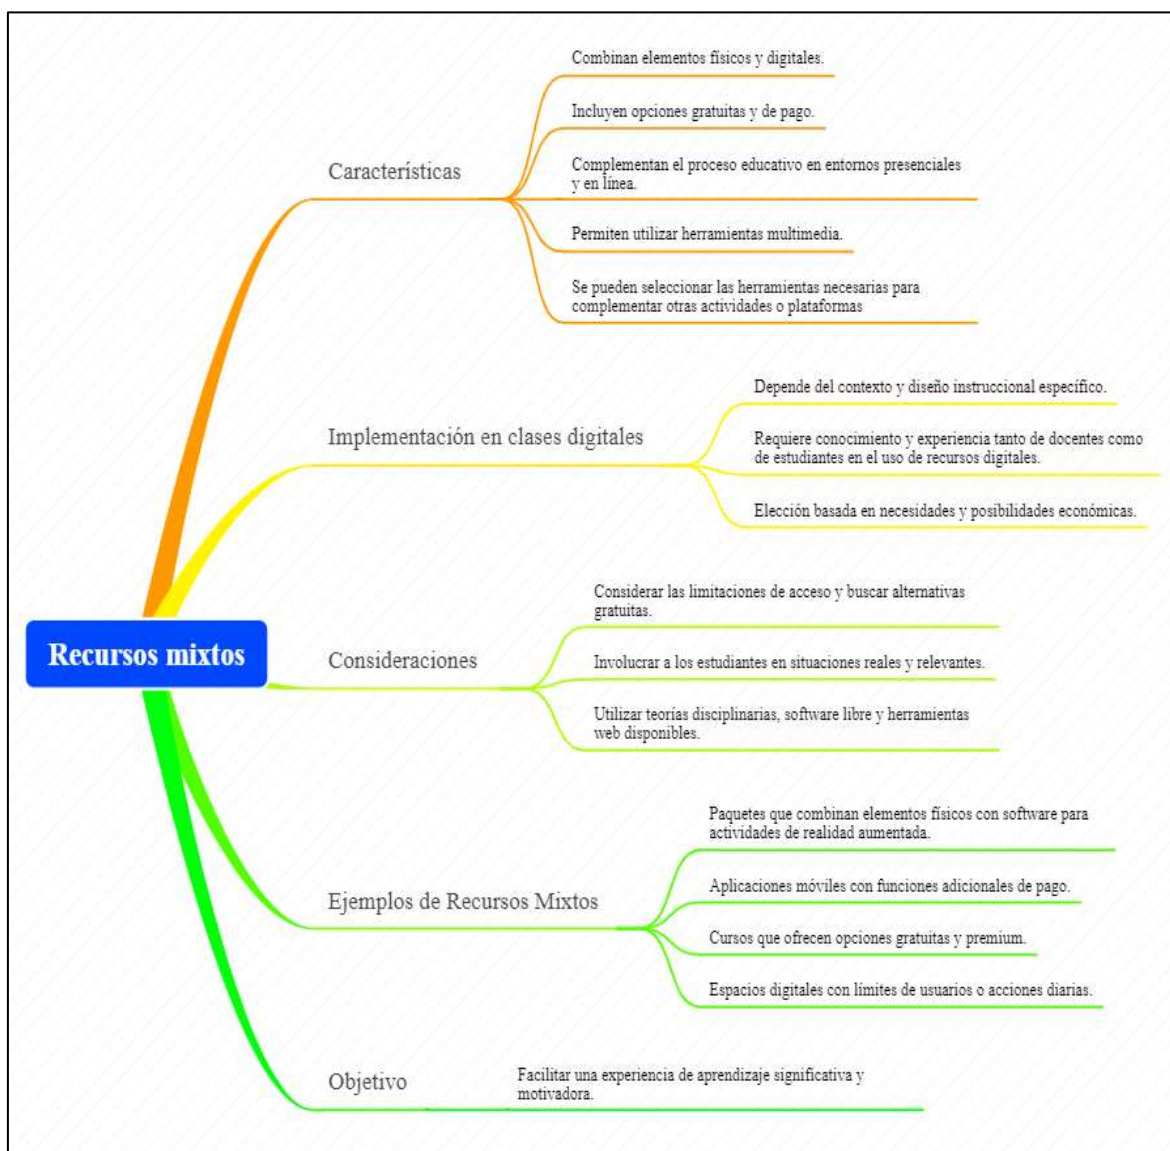 Recursos mixtos
Características
Combinan elementos físicos y digitales.
Incluyen opciones gratuitas y de pago.
Complementan el proceso educativo en entornos presenciales
y en línea.
Permiten utilizar herramientas multimedia.
Se pueden seleccionar las herramientas necesarias para
complementar otras actividades o plataformas
Implementación en clases digitales
Depende del contexto y diseño instruccional específico.
Requiere conocimiento y experiencia tanto de docentes como
de estudiantes en el uso de recursos digitales.
Elección basada en necesidades y posibilidades económicas.
Consideraciones
Considerar las limitaciones de acceso y buscar alternativas
gratuitas.
Involucrar a los estudiantes en situaciones reales y relevantes.
Utilizar teorías disciplinarias, software libre y herramientas
web disponibles.
Ejemplos de Recursos Mixtos
Paquetes que combinan elementos físicos con software para
actividades de realidad aumentada.
Aplicaciones móviles con funciones adicionales de pago.
Cursos que ofrecen opciones gratuitas y premium.
Espacios digitales con límites de usuarios o acciones diarias.
Objetivo
Facilitar una experiencia de aprendizaje significativa y
motivadora.